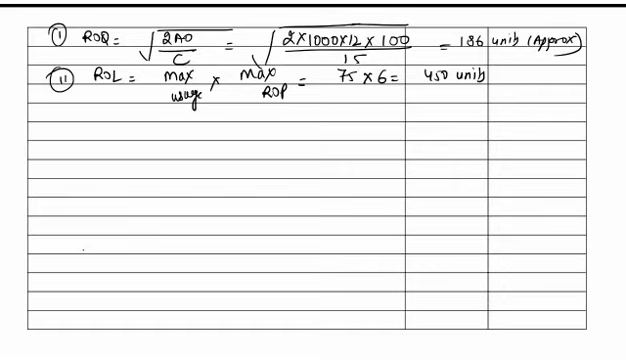 (i) ROQ = √(2AO/C) = √(2×1000×12×100/15) = 186 units (Approx)
(ii) ROL = max usage × max ROP = 75 × 6 = 450 units